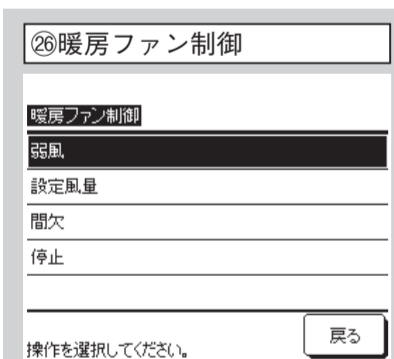 ㉖暖房ファン制御
暖房ファン制御
弱風
設定風量
間欠
停止
操作を選択してください。
戻る